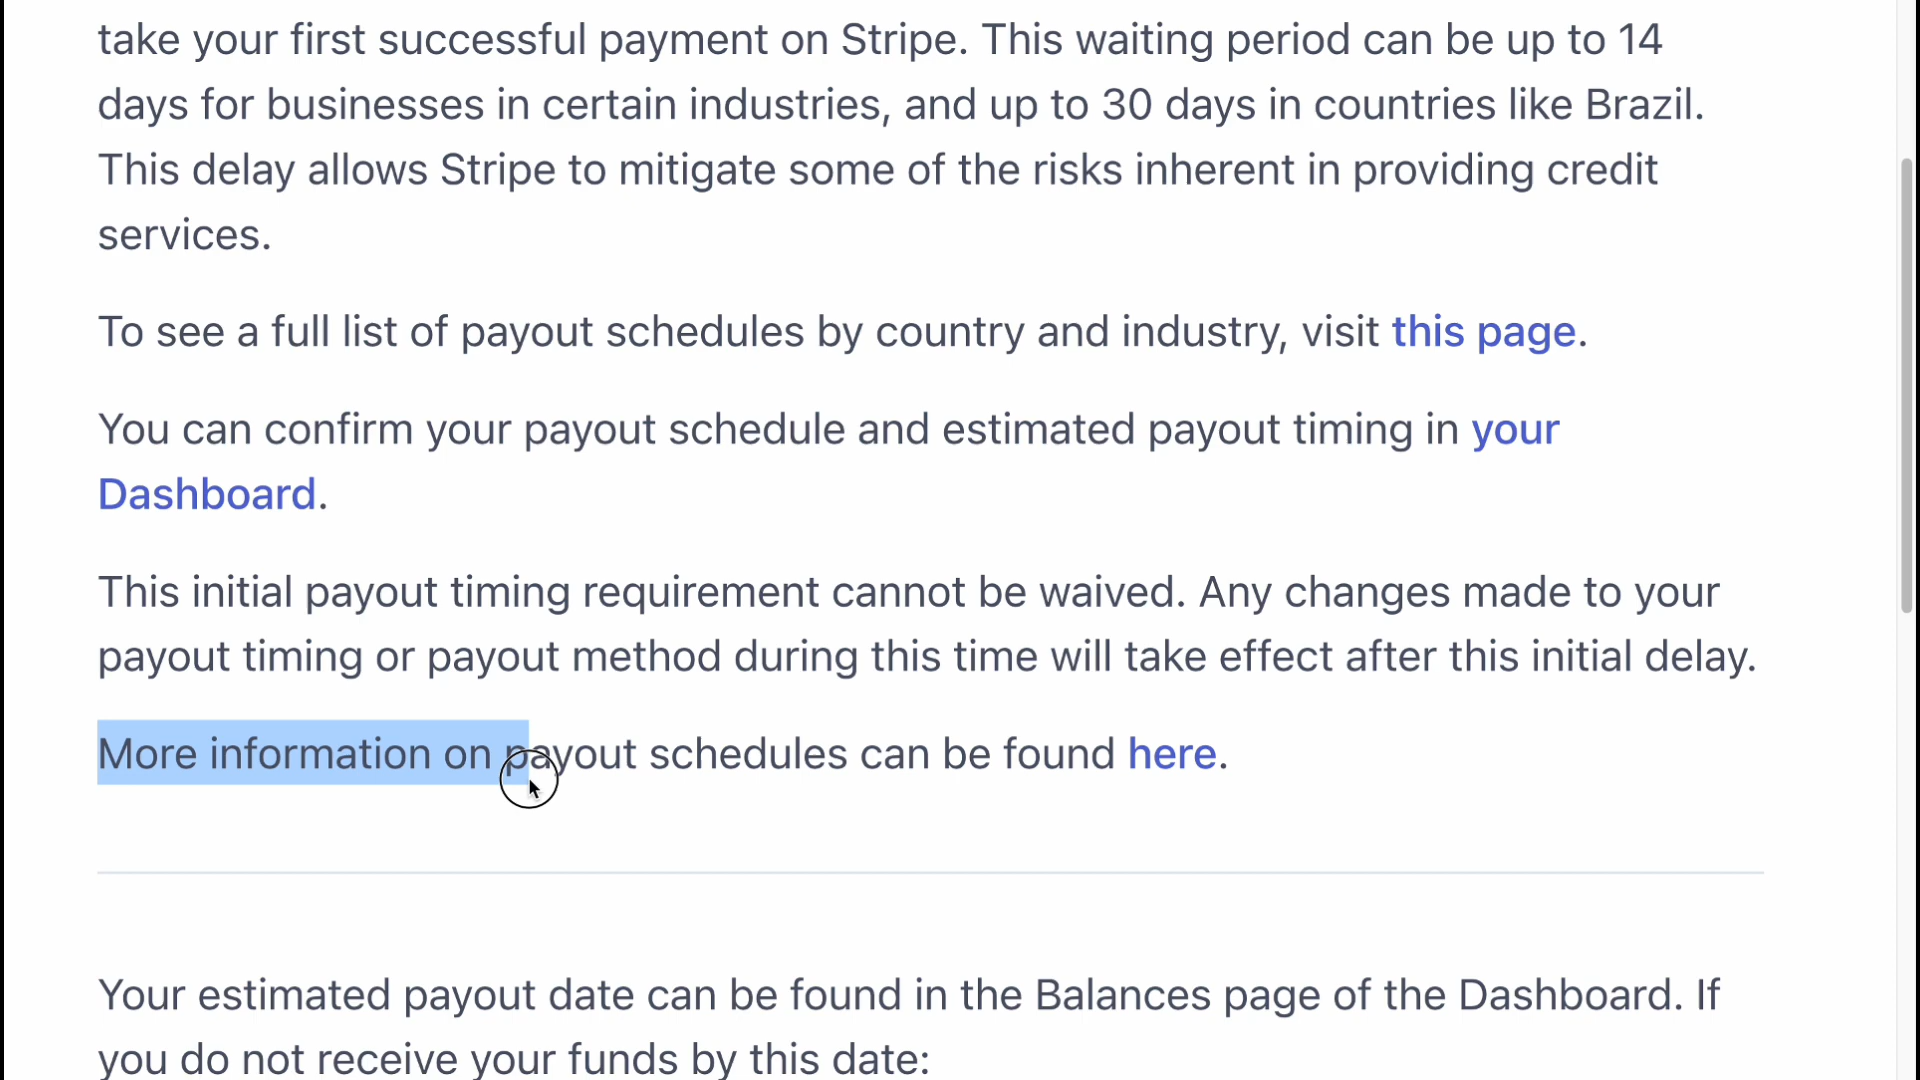 take your first successful payment on Stripe. This waiting period can be up to 14
days for businesses in certain industries, and up to 30 days in countries like Brazil.
This delay allows Stripe to mitigate some of the risks inherent in providing credit
services.
To see a full list of payout schedules by country and industry, visit this page.
You can confirm your payout schedule and estimated payout timing in your
Dashboard.
This initial payout timing requirement cannot be waived. Any changes made to your
payout timing or payout method during this time will take effect after this initial delay.
More information on payout schedules can be found here.
Your estimated payout date can be found in the Balances page of the Dashboard. If
you do not receive your funds by this date: